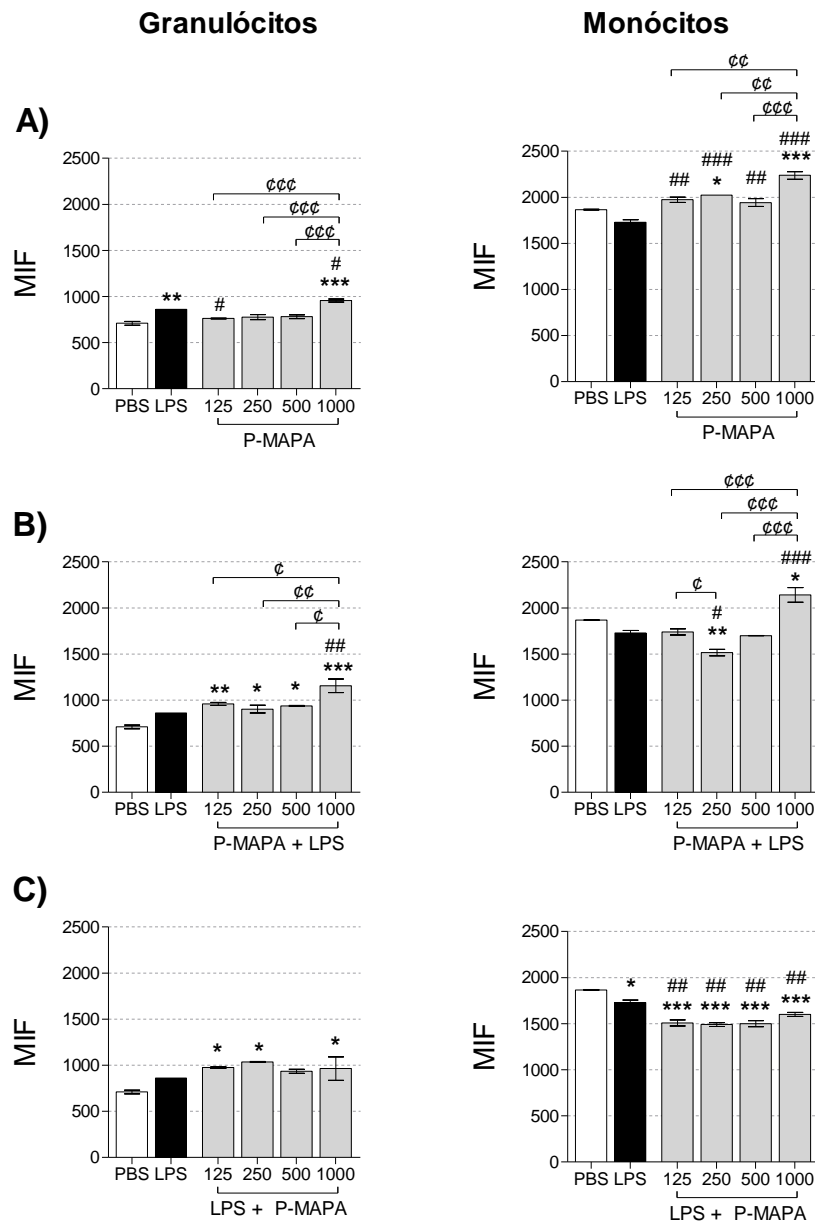 Granulócitos
Monócitos
A)
MIF
2500
2000
1500
1000
500
0
¢¢¢
¢¢¢
¢¢¢
** # # ***
PBS LPS 125 250 500 1000
P-MAPA
MIF
2500
2000
1500
1000
500
0
¢¢
¢¢
¢¢¢
## ### ## ###
* ***
PBS LPS 125 250 500 1000
P-MAPA
B)
MIF
2500
2000
1500
1000
500
0
¢
¢¢
¢
##
** * * ***
PBS LPS 125 250 500 1000
P-MAPA + LPS
MIF
2500
2000
1500
1000
500
0
¢¢¢
¢¢¢
¢¢¢
¢
# ###
** *
PBS LPS 125 250 500 1000
P-MAPA + LPS
C)
MIF
2500
2000
1500
1000
500
0
* * *
PBS LPS 125 250 500 1000
LPS + P-MAPA
MIF
2500
2000
1500
1000
500
0
## ## ## ##
* *** *** *** ***
PBS LPS 125 250 500 1000
LPS + P-MAPA